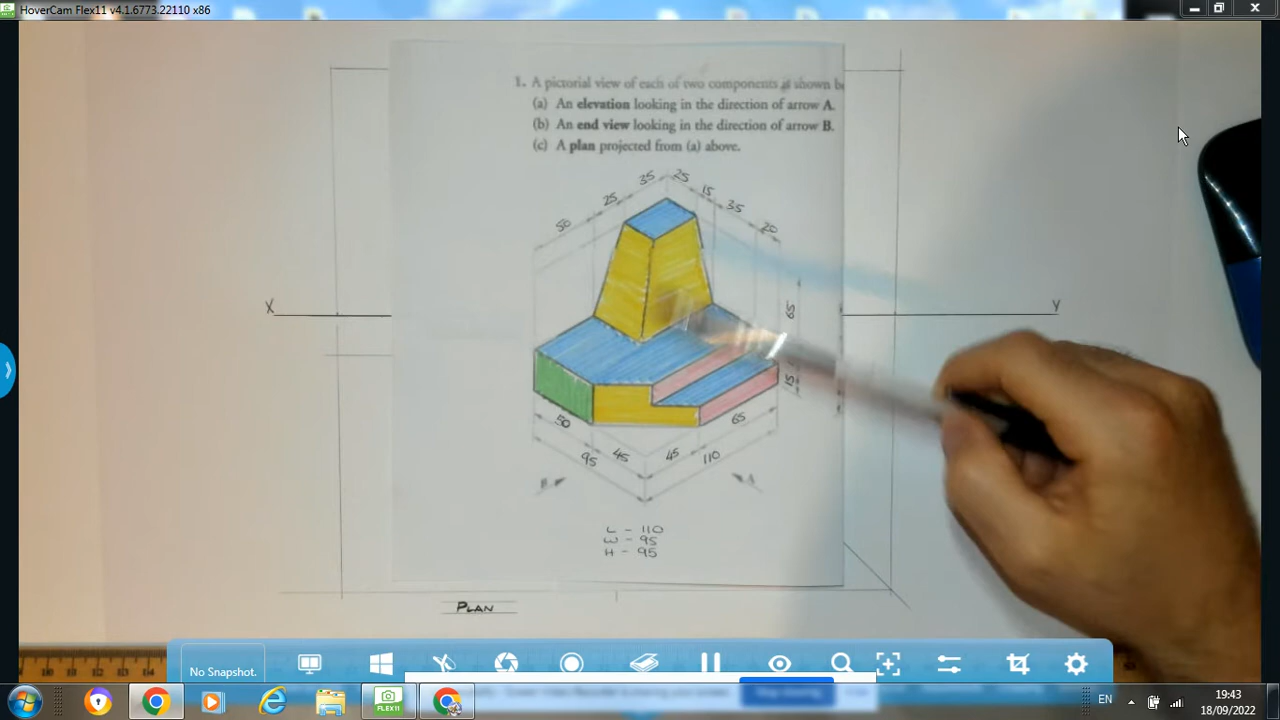 HoverCam Flex11 v4.1.6773.22110 x86
1. A pictorial view of each of two components is shown be
(a) An elevation looking in the direction of arrow A.
(b) An end view looking in the direction of arrow B.
(c) A plan projected from (a) above.
35 25
25 15
50 35 20
X Y
65
15
50 65
95 45 45 110
B A
L - 110
W - 95
H - 95
PLAN
No Snapshot.
FLEX11
EN
19:43
18/09/2022